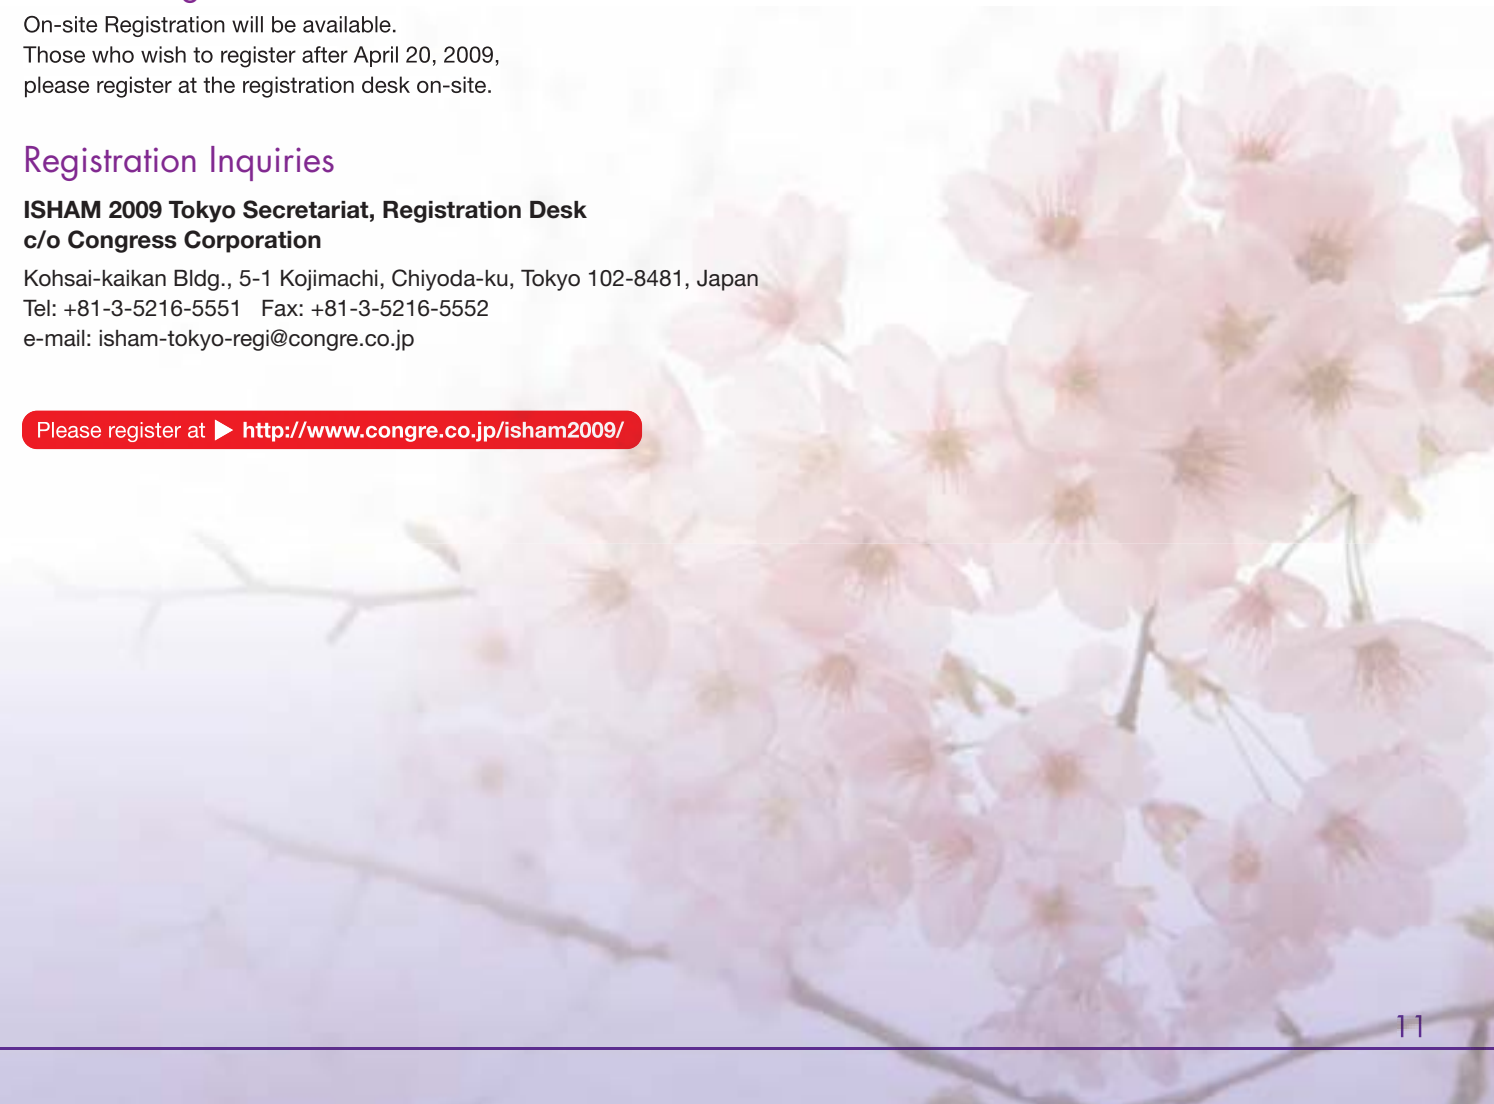 On-site Registration will be available.
Those who wish to register after April 20, 2009,
please register at the registration desk on-site.
Registration Inquiries
ISHAM 2009 Tokyo Secretariat, Registration Desk
c/o Congress Corporation
Kohsai-kaikan Bldg., 5-1 Kojimachi, Chiyoda-ku, Tokyo 102-8481, Japan
Tel: +81-3-5216-5551 Fax: +81-3-5216-5552
e-mail: isham-tokyo-regi@congre.co.jp
Please register at ▶ http://www.congre.co.jp/isham2009/
11